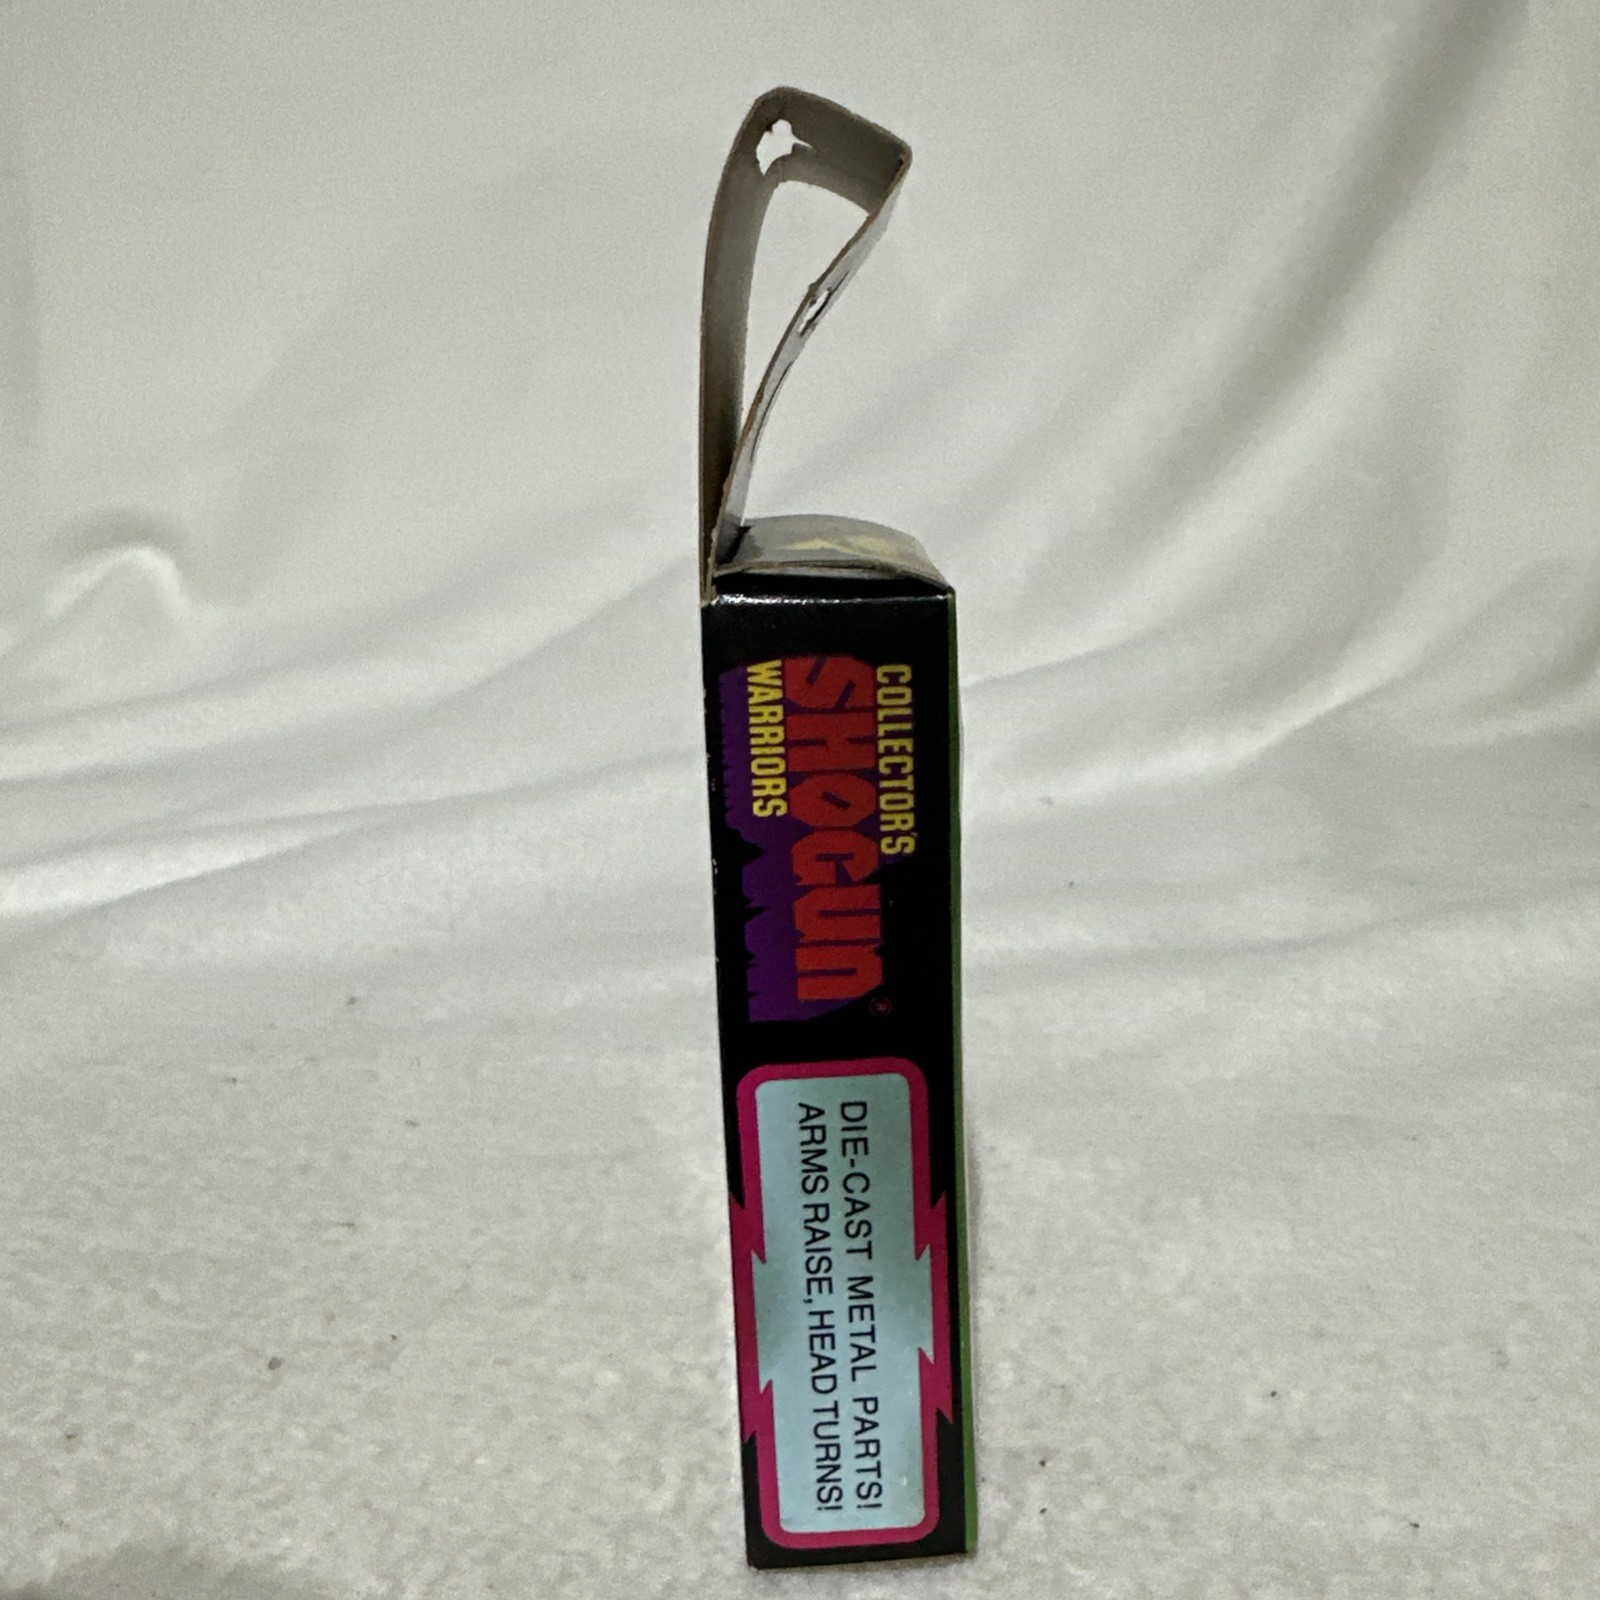 COLLECTOR'S
SHOGUN®
WARRIORS
DIE-CAST METAL PARTS!
ARMS RAISE, HEAD TURNS!